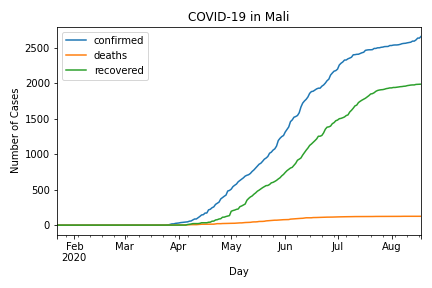 COVID-19 in Mali
confirmed
deaths
recovered
Number of Cases
2500
2000
1500
1000
500
0
Feb Mar Apr May Jun Jul Aug
2020
Day